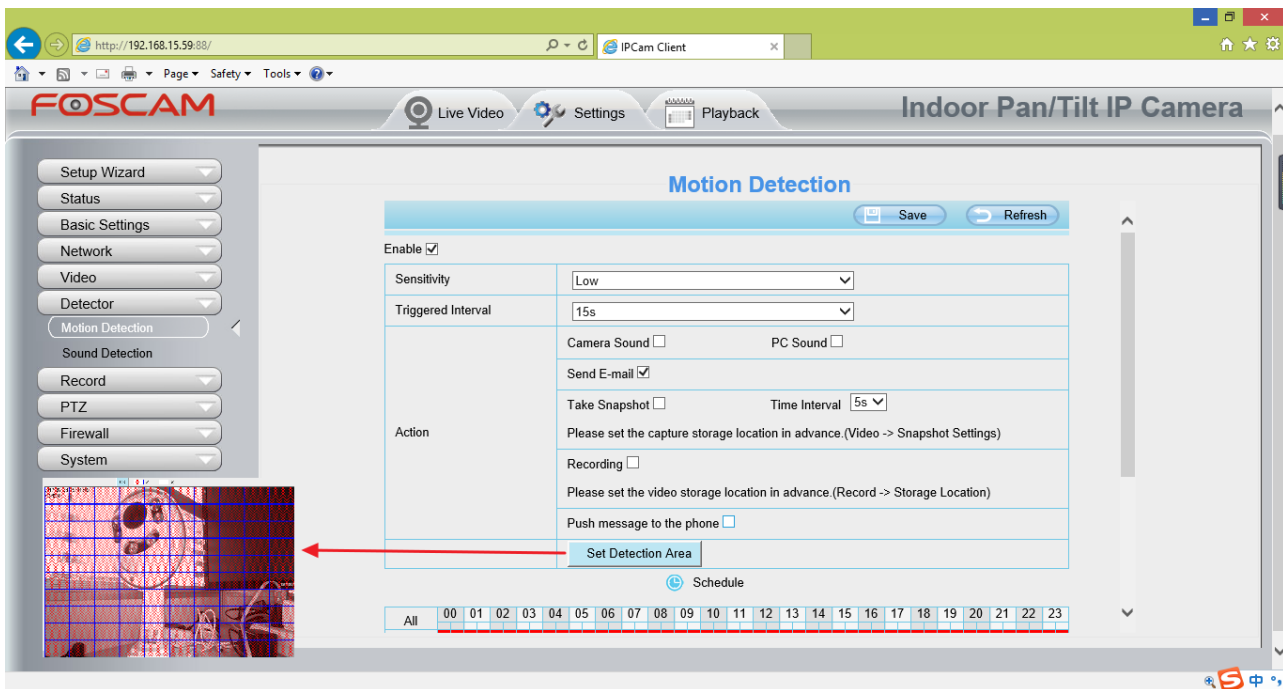 http://192.168.15.59:88/
IPCam Client
Page Safety Tools
FOSCAM
Live Video Settings Playback
Indoor Pan/Tilt IP Camera
Setup Wizard
Status
Basic Settings
Network
Video
Detector
Motion Detection
Sound Detection
Record
PTZ
Firewall
System
Motion Detection
Save Refresh
Enable
Sensitivity Low
Triggered Interval 15s
Action
Camera Sound PC Sound
Send E-mail
Take Snapshot Time Interval 5s
Please set the capture storage location in advance.(Video -> Snapshot Settings)
Recording
Please set the video storage location in advance.(Record -> Storage Location)
Push message to the phone
Set Detection Area
Schedule
All 00 01 02 03 04 05 06 07 08 09 10 11 12 13 14 15 16 17 18 19 20 21 22 23
S 中